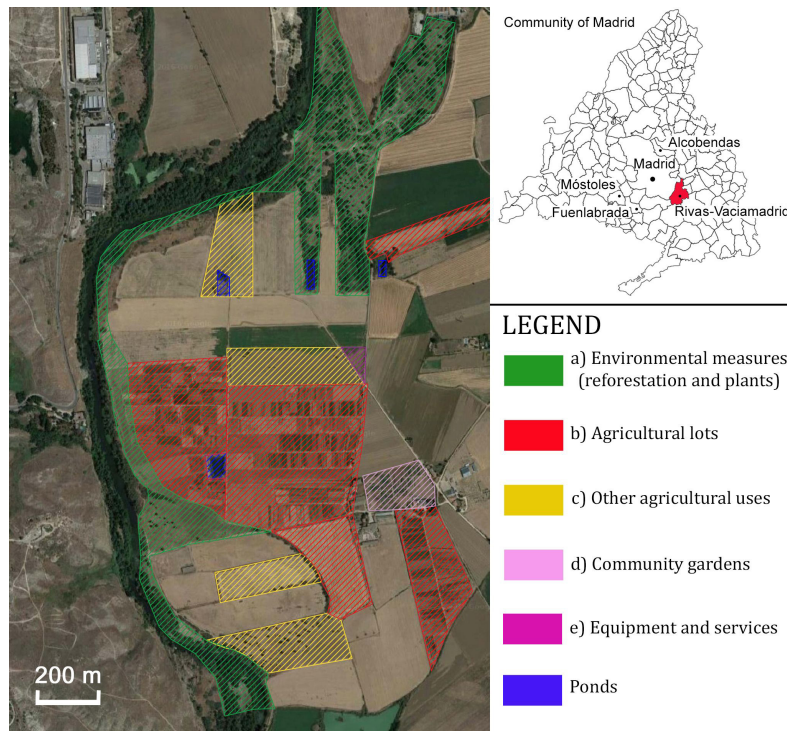 Community of Madrid
Alcobendas
Madrid
Móstoles
Fuenlabrada
Rivas-Vaciamadrid
LEGEND
a) Environmental measures
(reforestation and plants)
b) Agricultural lots
c) Other agricultural uses
d) Community gardens
e) Equipment and services
Ponds
200 m